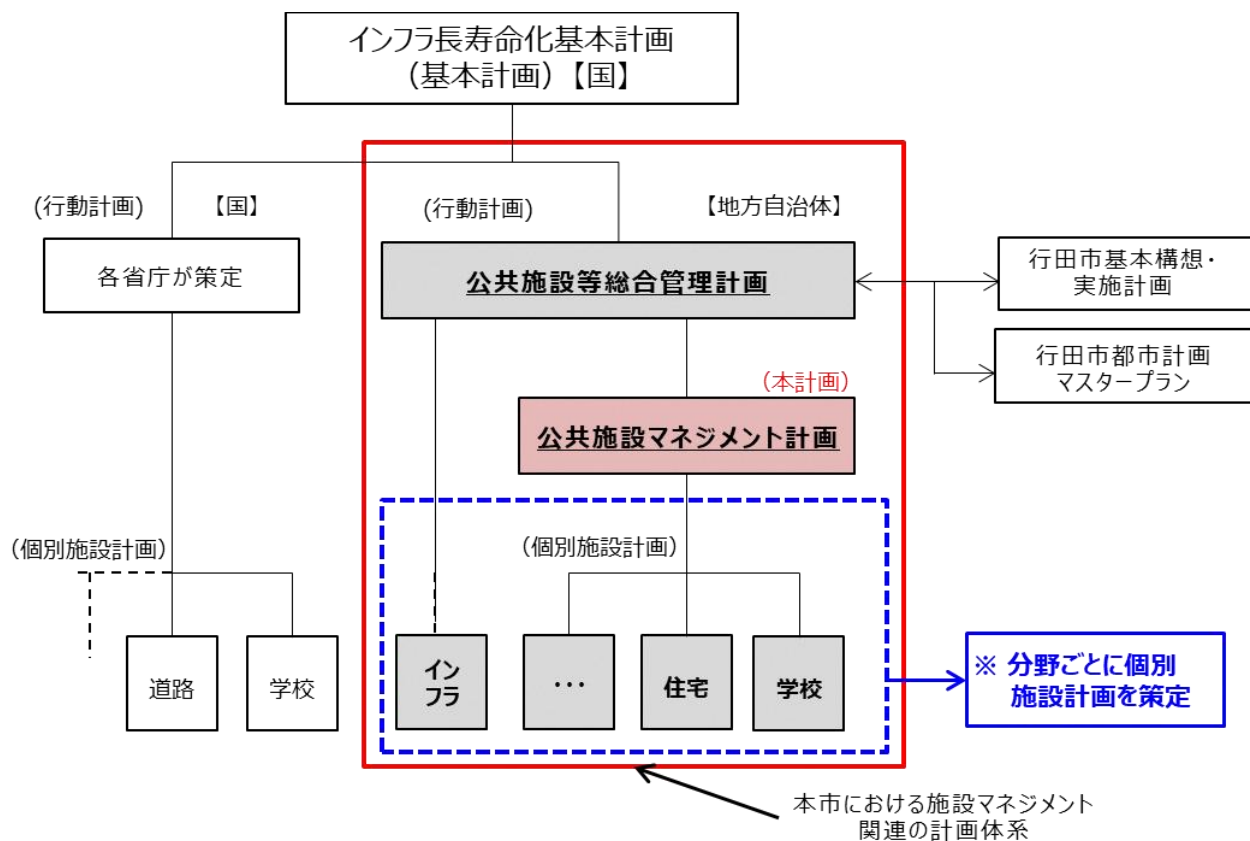 インフラ長寿命化基本計画
（基本計画）【国】
(行動計画)
【国】
(行動計画)
【地方自治体】
各省庁が策定
公共施設等総合管理計画
行田市基本構想・
実施計画
行田市都市計画
マスタープラン
（本計画）
公共施設マネジメント計画
（個別施設計画）
（個別施設計画）
道路
学校
イン
フラ
･･･
住宅
学校
※ 分野ごとに個別
施設計画を策定
本市における施設マネジメント
関連の計画体系